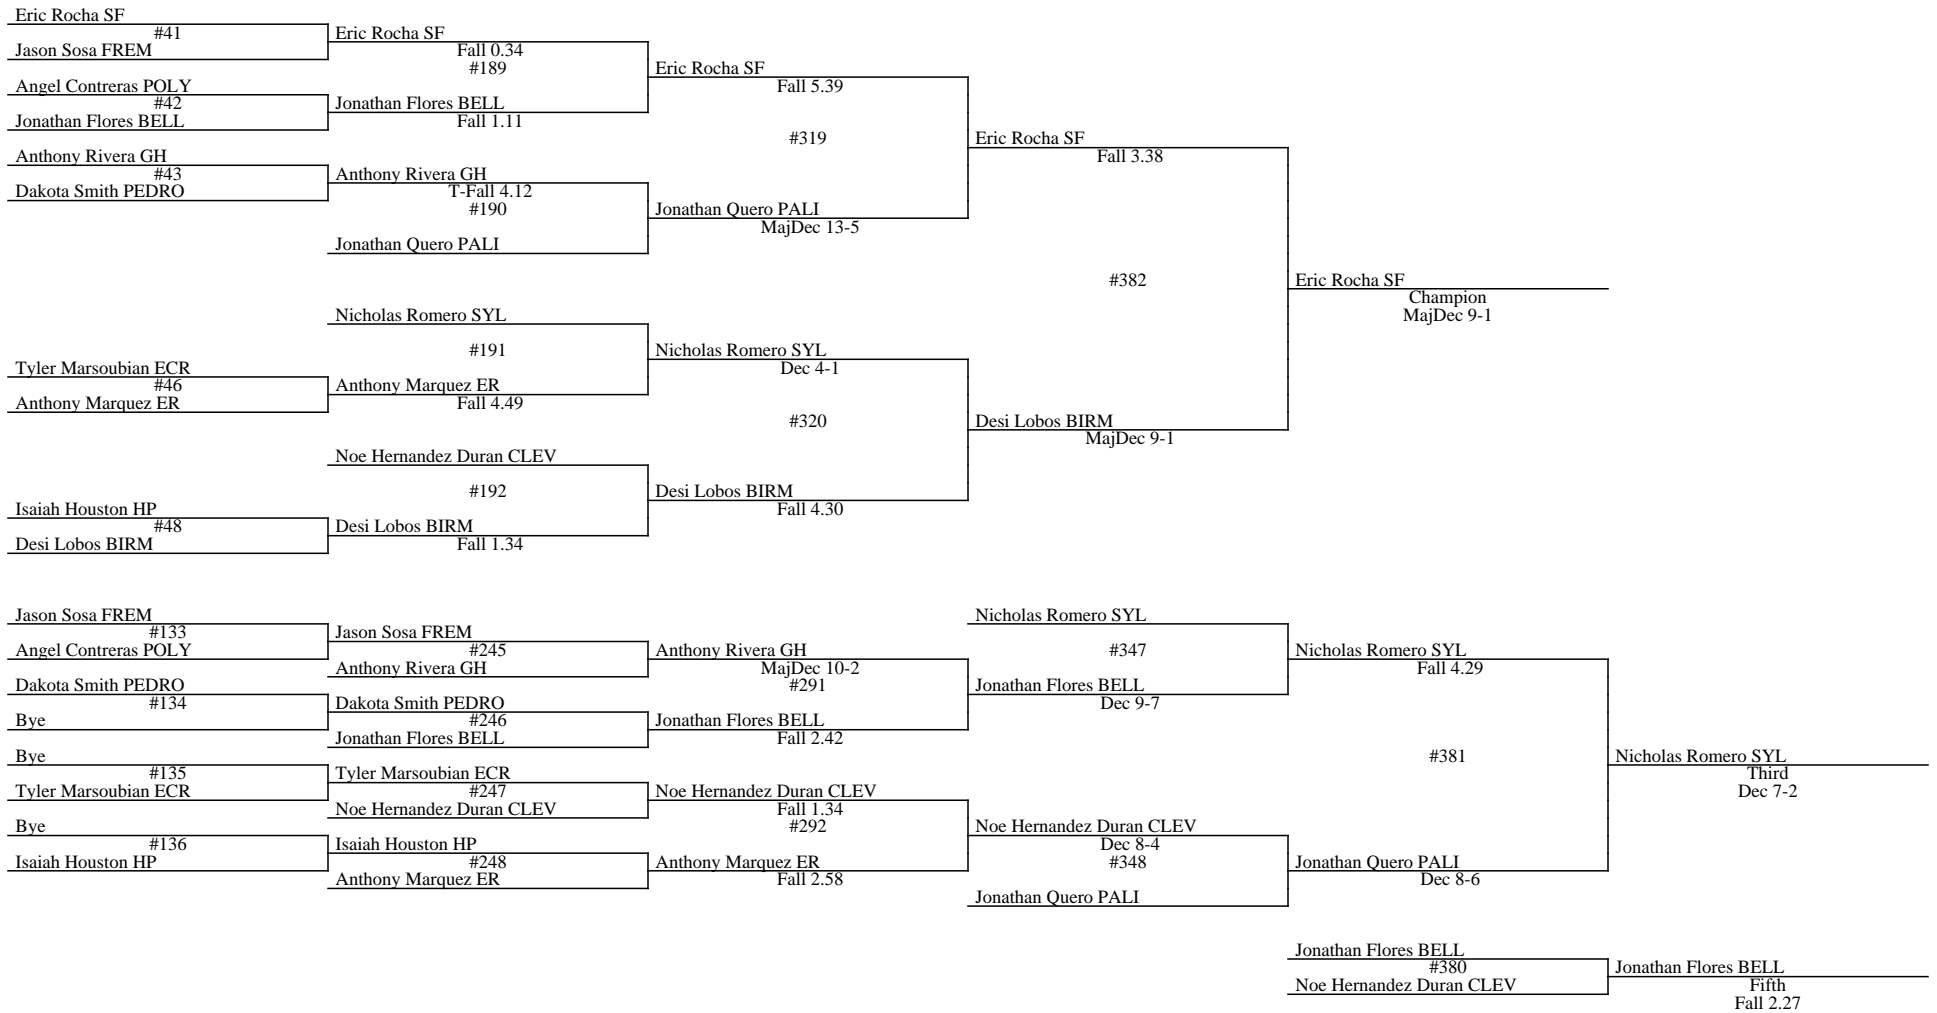 Eric Rocha SF
#41
Jason Sosa FREM
Eric Rocha SF
Fall 0.34
#189
Angel Contreras POLY
#42
Jonathan Flores BELL
Jonathan Flores BELL
Fall 1.11
Eric Rocha SF
Fall 5.39
#319
Anthony Rivera GH
#43
Dakota Smith PEDRO
Anthony Rivera GH
T-Fall 4.12
#190
Jonathan Quero PALI
Jonathan Quero PALI
MajDec 13-5
Eric Rocha SF
Fall 3.38
#382
Nicholas Romero SYL
#191
Tyler Marsoubian ECR
#46
Anthony Marquez ER
Anthony Marquez ER
Fall 4.49
Nicholas Romero SYL
Dec 4-1
#320
Noe Hernandez Duran CLEV
#192
Isaiah Houston HP
#48
Desi Lobos BIRM
Desi Lobos BIRM
Fall 1.34
Desi Lobos BIRM
Fall 4.30
Desi Lobos BIRM
MajDec 9-1
Eric Rocha SF
Champion
MajDec 9-1
Jason Sosa FREM
#133
Angel Contreras POLY
Jason Sosa FREM
#245
Anthony Rivera GH
Anthony Rivera GH
MajDec 10-2
#291
Dakota Smith PEDRO
#134
Bye
Dakota Smith PEDRO
#246
Jonathan Flores BELL
Jonathan Flores BELL
Fall 2.42
Nicholas Romero SYL
#347
Jonathan Flores BELL
Dec 9-7
Nicholas Romero SYL
Fall 4.29
#381
Bye
#135
Tyler Marsoubian ECR
Tyler Marsoubian ECR
#247
Noe Hernandez Duran CLEV
Noe Hernandez Duran CLEV
Fall 1.34
#292
Bye
#136
Isaiah Houston HP
Isaiah Houston HP
#248
Anthony Marquez ER
Anthony Marquez ER
Fall 2.58
Noe Hernandez Duran CLEV
Dec 8-4
#348
Jonathan Quero PALI
Jonathan Quero PALI
Dec 8-6
Nicholas Romero SYL
Third
Dec 7-2
Jonathan Flores BELL
#380
Noe Hernandez Duran CLEV
Jonathan Flores BELL
Fifth
Fall 2.27